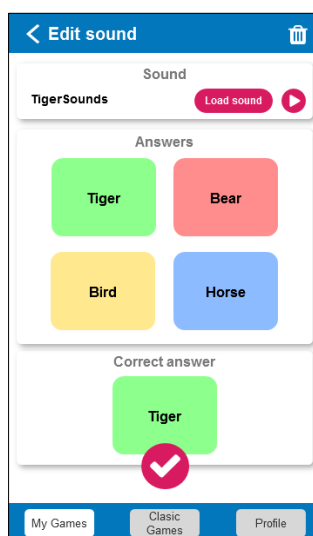 Edit sound
Sound
TigerSounds
Load sound
Answers
Tiger
Bear
Bird
Horse
Correct answer
Tiger
My Games
Clasic
Games
Profile